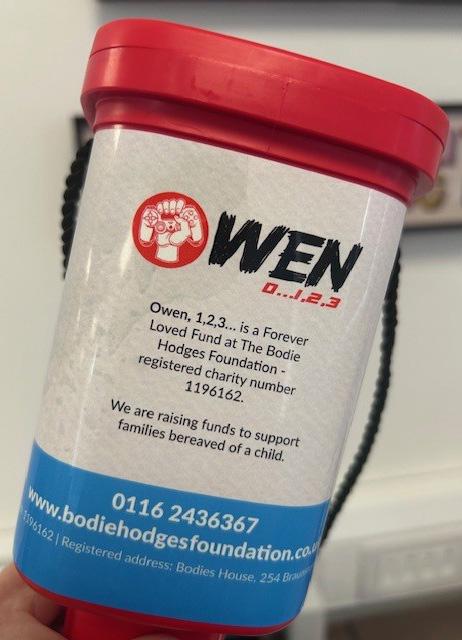 OWEN
0...1,2,3
Owen, 1,2,3... is a Forever
Loved Fund at The Bodie
Hodges Foundation -
registered charity number
1196162.
We are raising funds to support
families bereaved of a child.
0116 2436367
www.bodiehodgesfoundation.co.u
1196162 | Registered address: Bodies House, 254